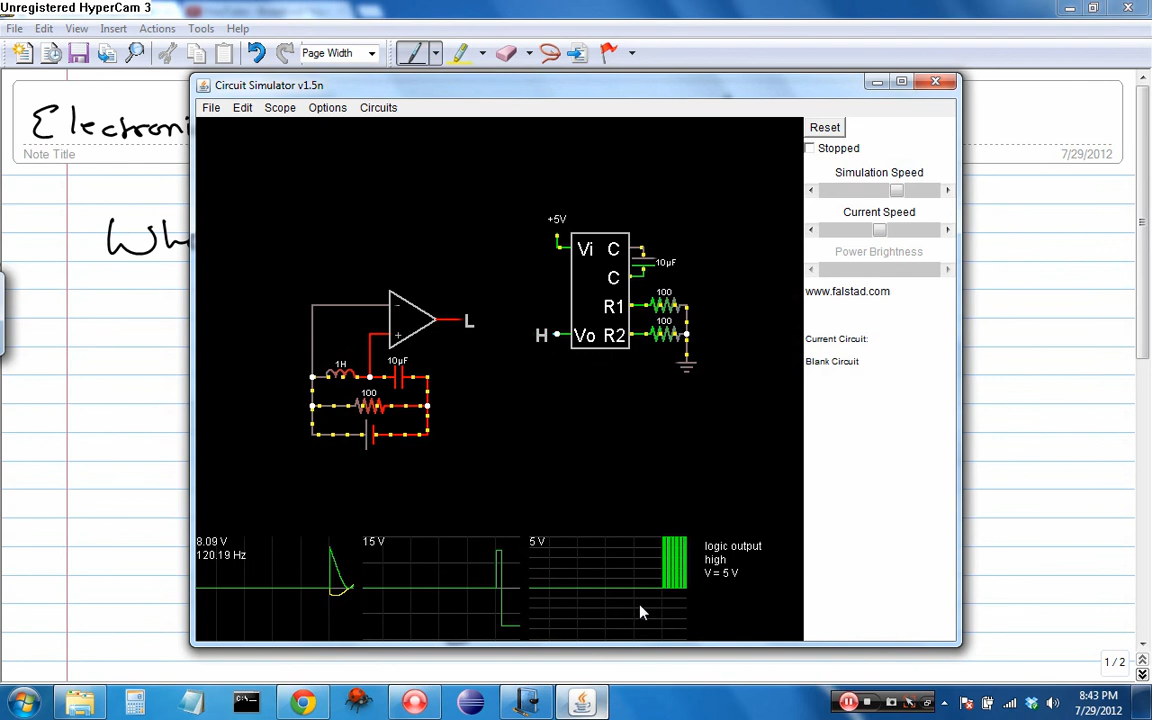 Unregistered HyperCam 3
File Edit View Insert Actions Tools Help
Page Width
Electroni
Note Title
7/29/2012
Wh
Circuit Simulator v1.5n
File Edit Scope Options Circuits
Reset
Stopped
Simulation Speed
Current Speed
Power Brightness
www.falstad.com
Current Circuit:
Blank Circuit
+5V
Vi C
10µF
C
R1
100
H
Vo R2
100
-
+
L
1H
10µF
100
8.09 V
120.19 Hz
15 V
5 V
logic output
high
V = 5 V
1 / 2
8:43 PM
7/29/2012